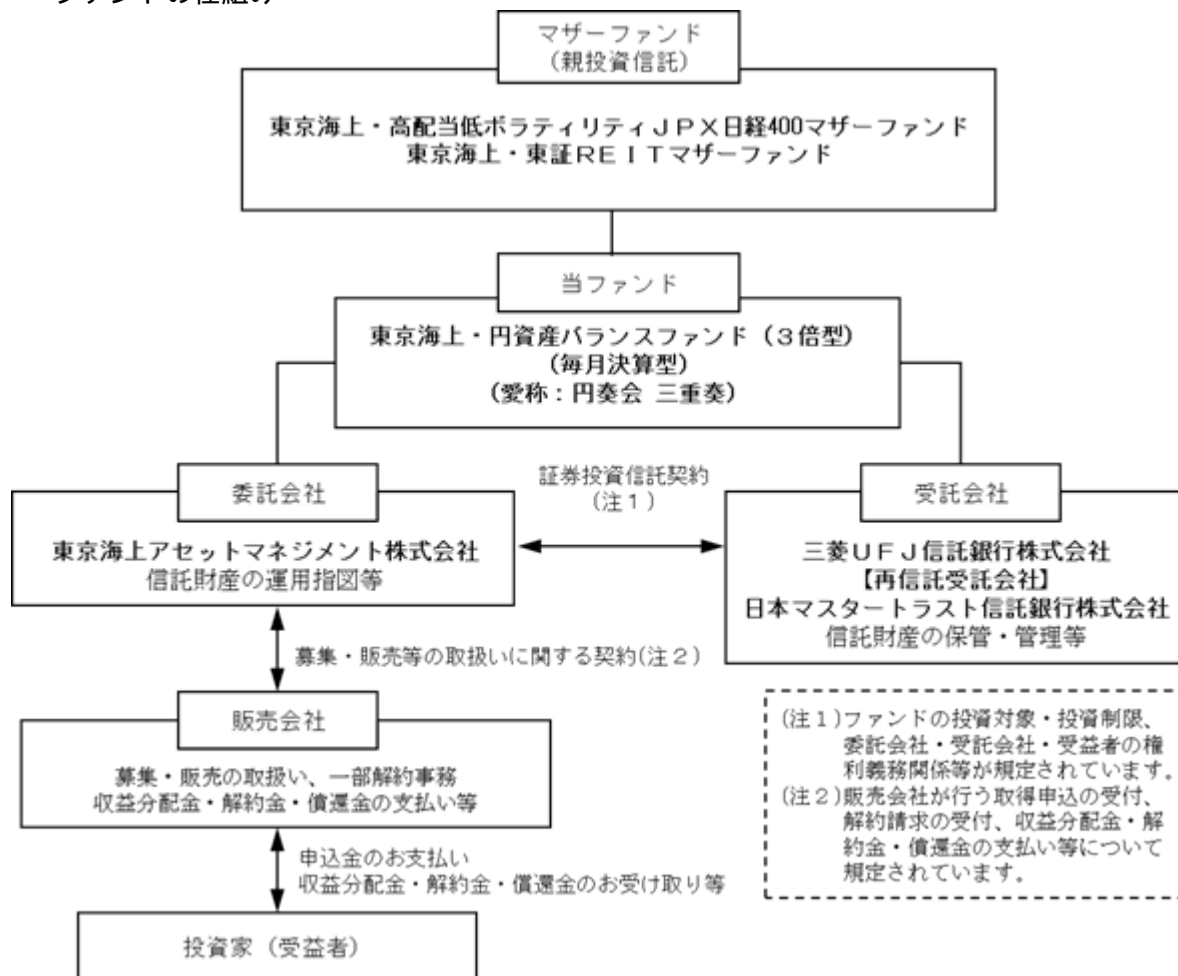 ファンドの仕組み
マザーファンド
(親投資信託)
東京海上・高配当低ボラティリティJPX日経400マザーファンド
東京海上・東証REITマザーファンド
当ファンド
東京海上・円資産バランスファンド(3倍型)
(毎月決算型)
(愛称:円奏会 三重奏)
委託会社
東京海上アセットマネジメント株式会社
信託財産の運用指図等
証券投資信託契約
(注1)
受託会社
三菱UFJ信託銀行株式会社
【再信託受託会社】
日本マスタートラスト信託銀行株式会社
信託財産の保管・管理等
募集・販売等の取扱いに関する契約(注2)
販売会社
募集・販売の取扱い、一部解約事務
収益分配金・解約金・償還金の支払い等
(注1)ファンドの投資対象・投資制限、
委託会社・受託会社・受益者の権
利義務関係等が規定されています。
(注2)販売会社が行う取得申込の受付、
解約請求の受付、収益分配金・解
約金・償還金の支払い等について
規定されています。
申込金のお支払い
収益分配金・解約金・償還金のお受け取り等
投資家(受益者)